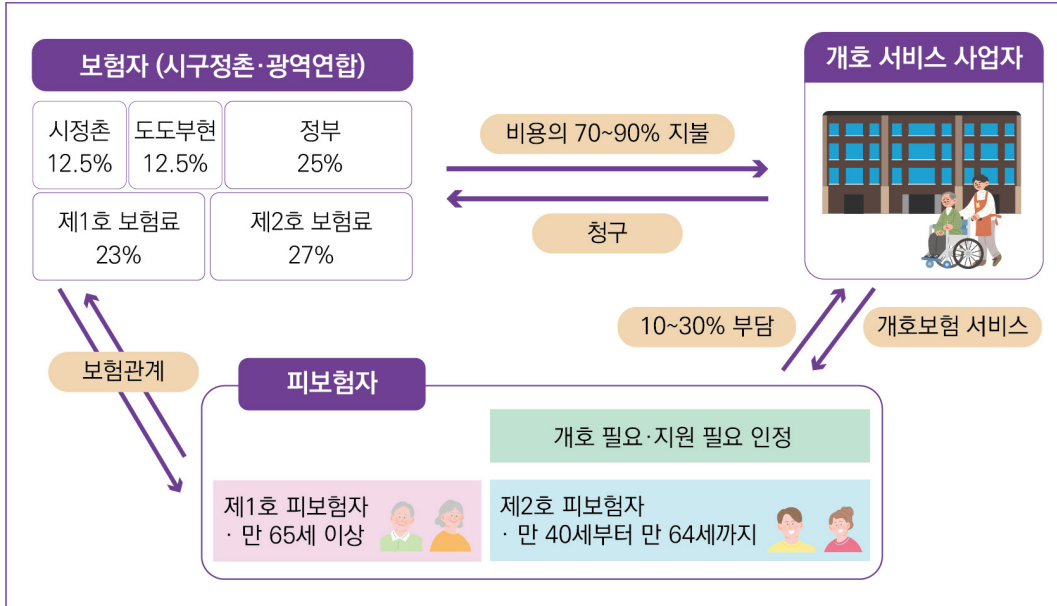 보험자 (시구정촌·광역연합)
시정촌
12.5%
도도부현
12.5%
정부
25%
제1호 보험료
23%
제2호 보험료
27%
비용의 70~90% 지불
청구
개호 서비스 사업자
10~30% 부담
개호보험 서비스
보험관계
피보험자
개호 필요·지원 필요 인정
제1호 피보험자
· 만 65세 이상
제2호 피보험자
· 만 40세부터 만 64세까지